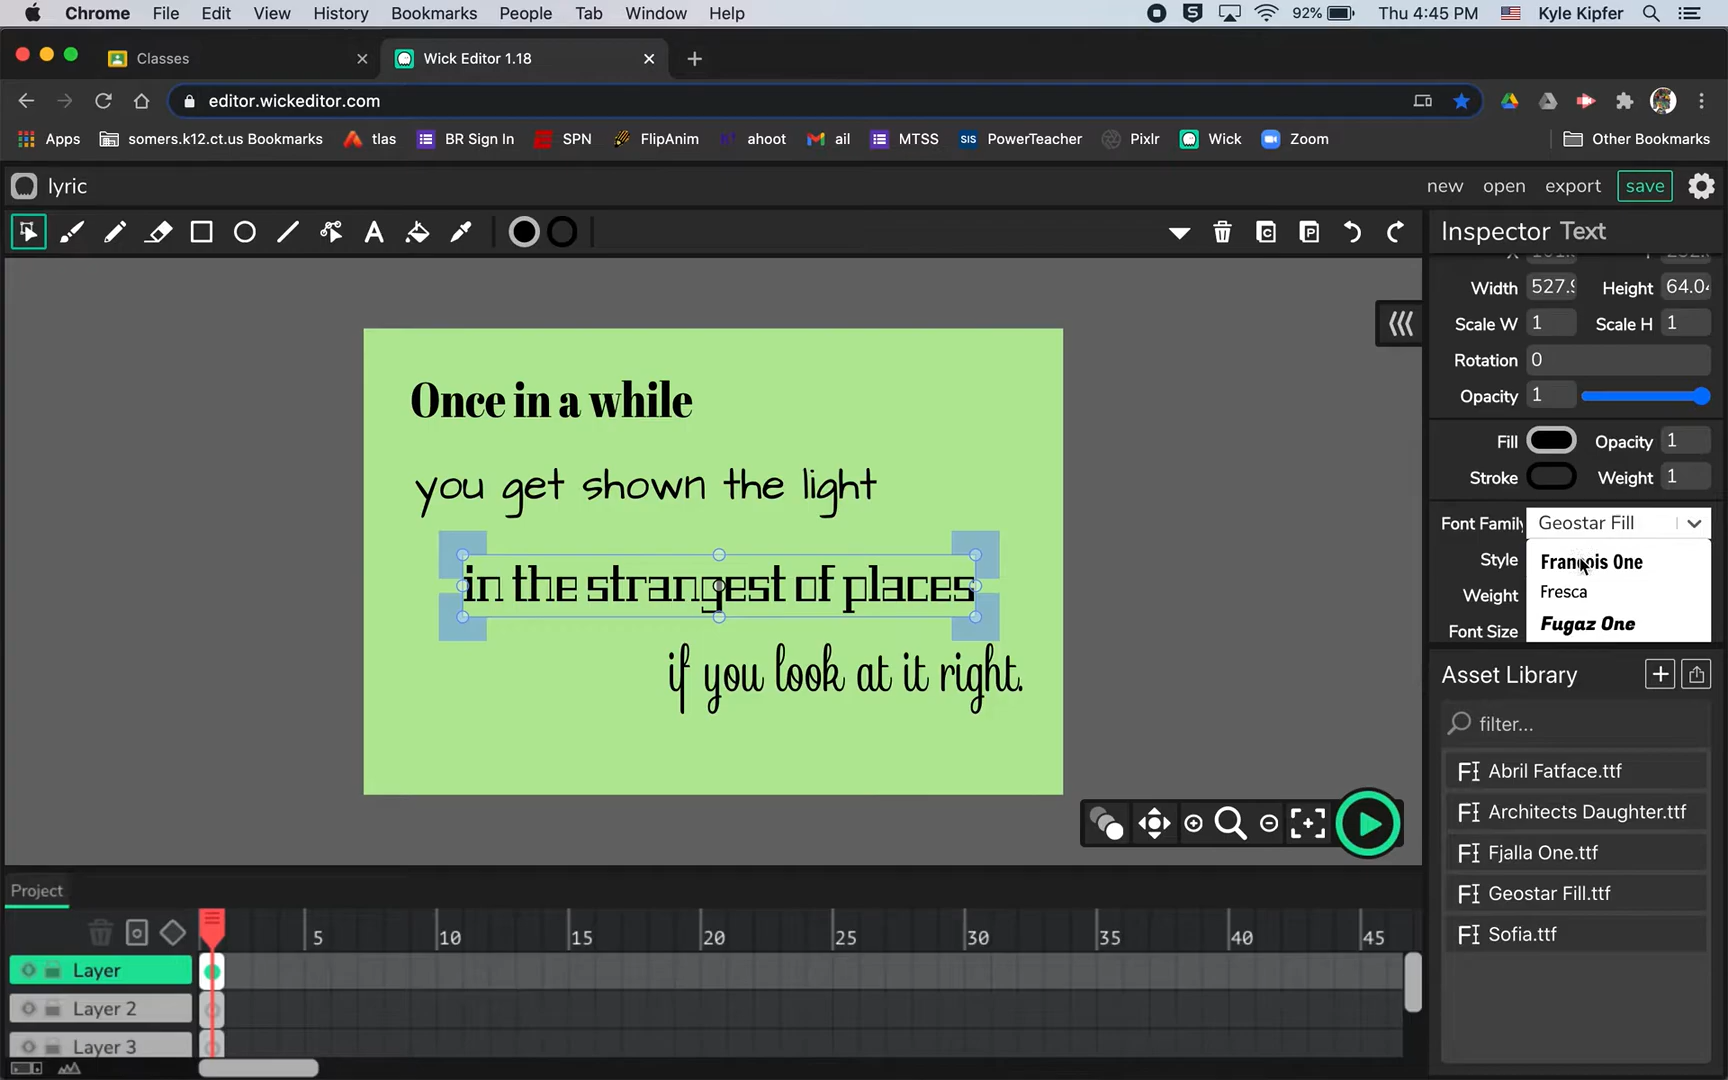 Chrome File Edit View History Bookmarks People Tab Window Help 92% Thu 4:45 PM Kyle Kipfer
Classes Wick Editor 1.18
editor.wickeditor.com
Apps somers.k12.ct.us Bookmarks tlas BR Sign In SPN FlipAnim ahoot ail MTSS SIS PowerTeacher Pixlr Wick Zoom Other Bookmarks
lyric new open export save
Inspector Text
Width 527.9 Height 64.04
Scale W 1 Scale H 1
Rotation 0
Opacity 1
Fill Opacity 1
Stroke Weight 1
Font Family Geostar Fill
Style François One
Weight Fresca
Font Size Fugaz One
Once in a while
you get shown the light
in the strangest of places
if you look at it right.
Asset Library
filter...
Abril Fatface.ttf
Architects Daughter.ttf
Fjalla One.ttf
Geostar Fill.ttf
Sofia.ttf
Project
5 10 15 20 25 30 35 40 45
Layer
Layer 2
Layer 3